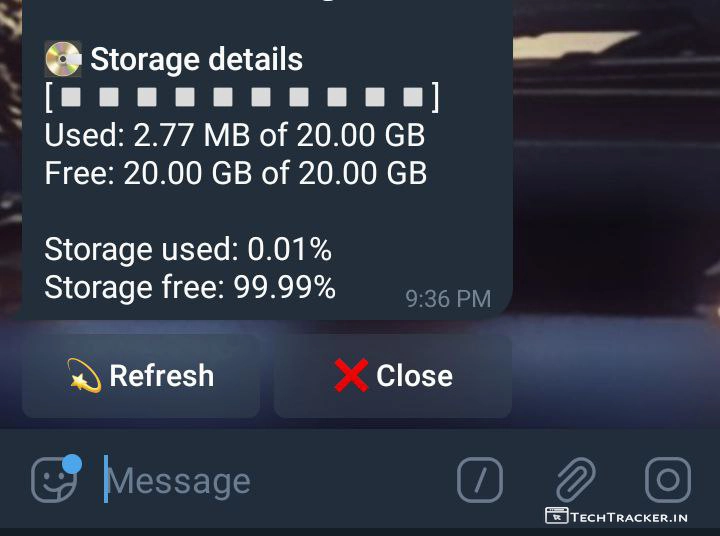 Storage details
[▫▫▫▫▫▫▫▫▫▫]
Used: 2.77 MB of 20.00 GB
Free: 20.00 GB of 20.00 GB
Storage used: 0.01%
Storage free: 99.99%
9:36 PM
Refresh
Close
Message
TECHTRACKER.IN